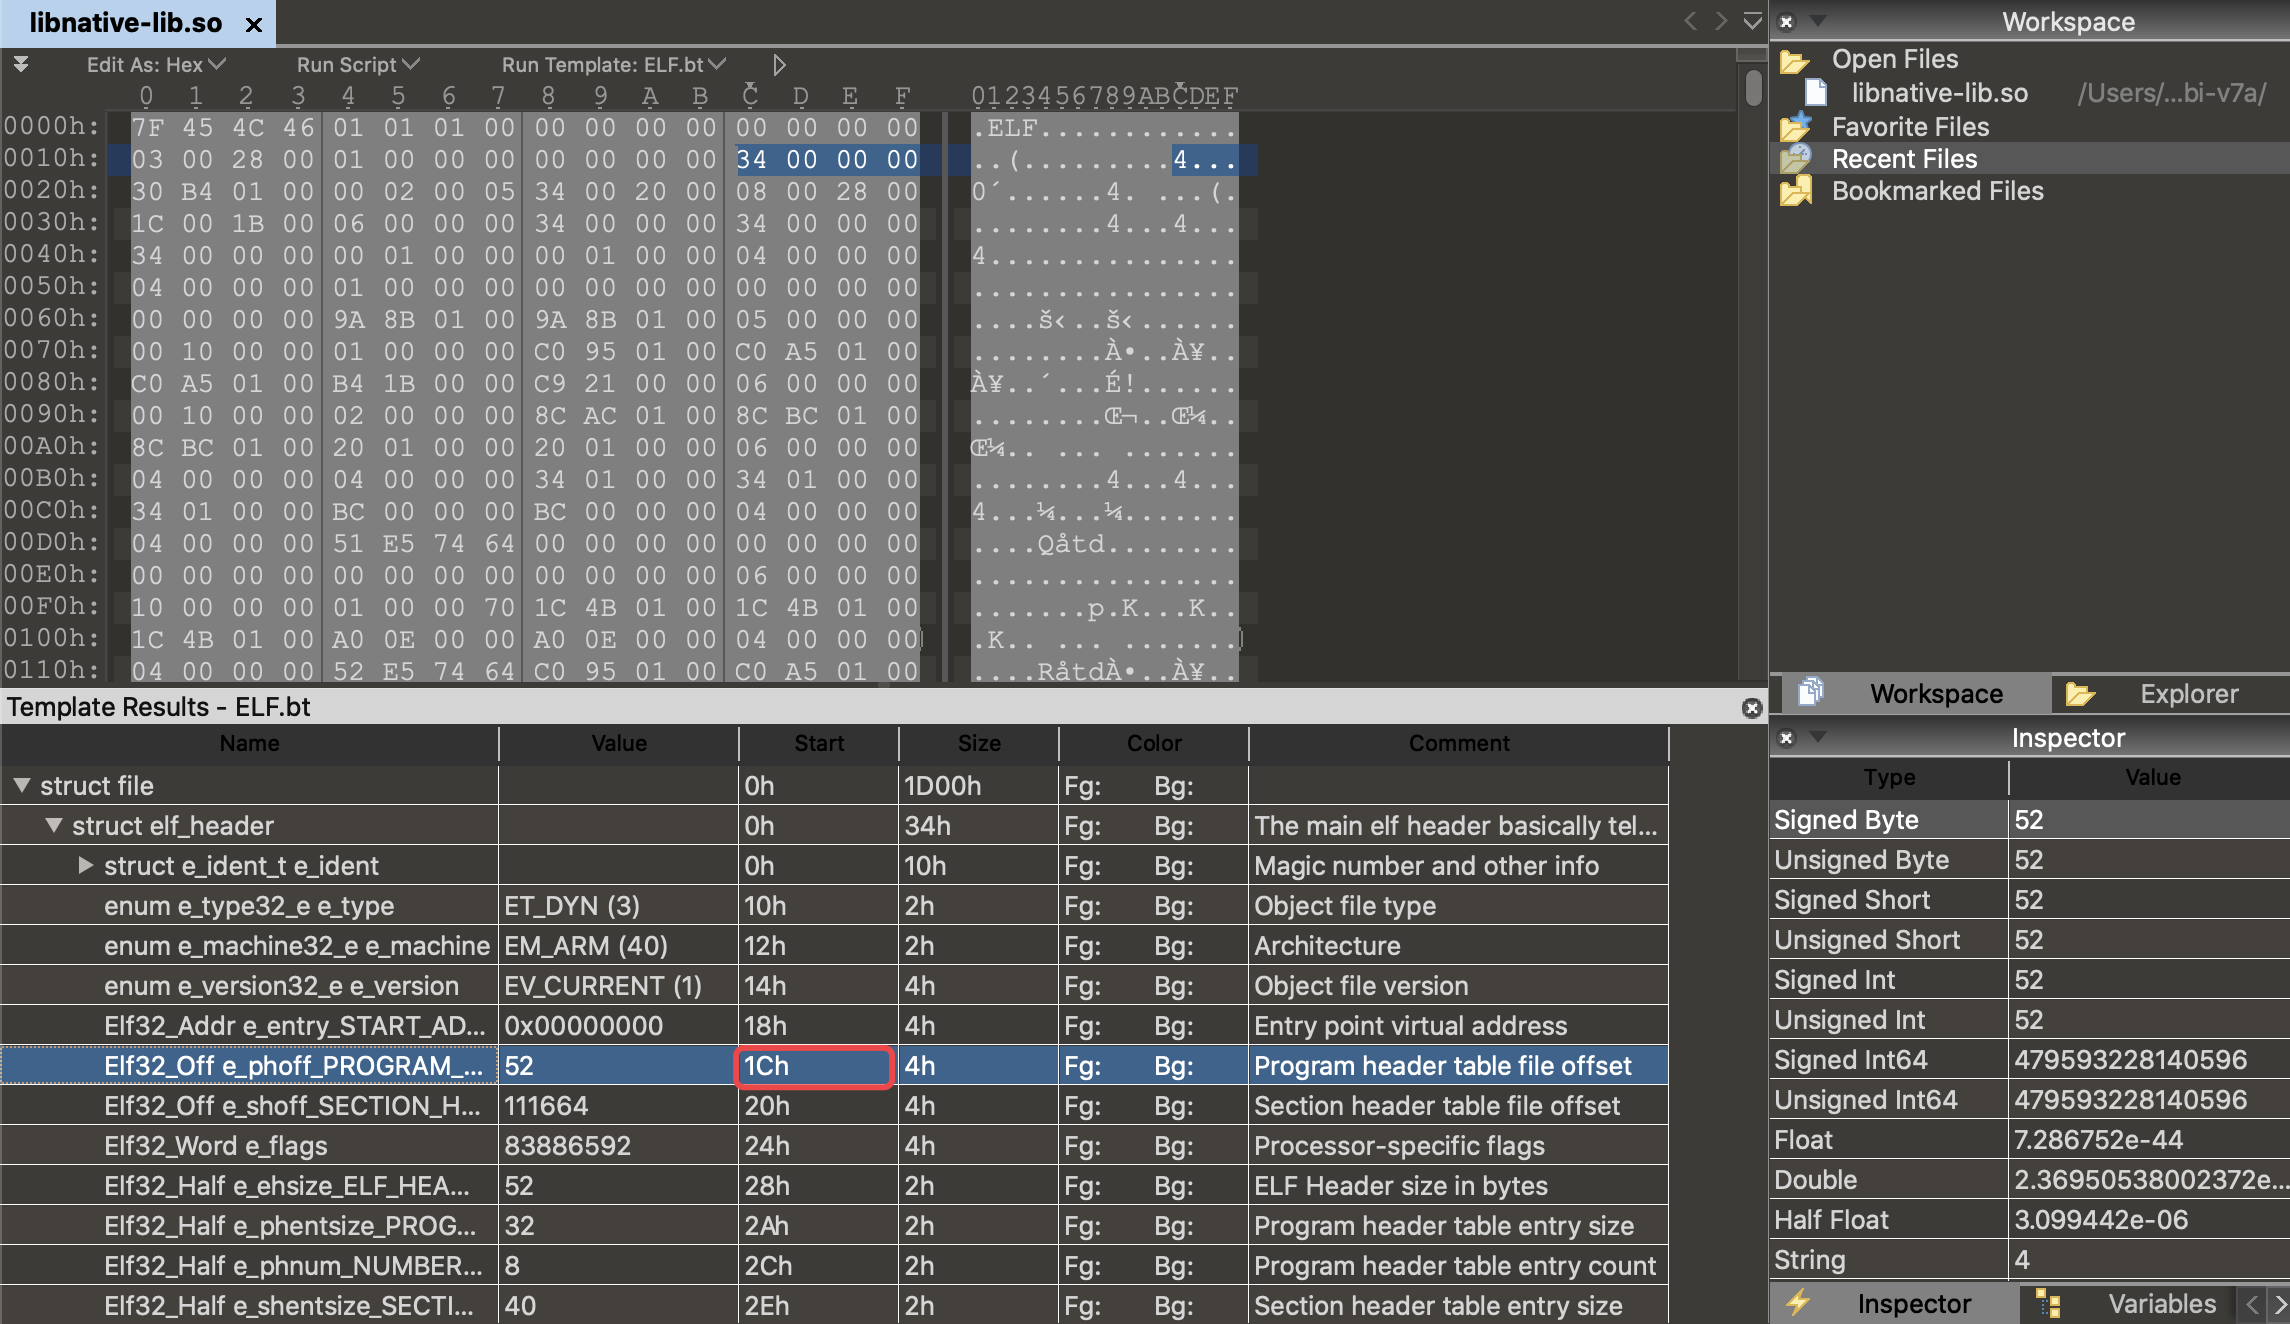 libnative-lib.so ×
Edit As: Hex Run Script Run Template: ELF.bt
0 1 2 3 4 5 6 7 8 9 A B C D E F 0123456789ABCDEF
0000h: 7F 45 4C 46 01 01 01 00 00 00 00 00 00 00 00 00 .ELF............
0010h: 03 00 28 00 01 00 00 00 00 00 00 00 34 00 00 00 ..(.........4...
0020h: 30 B4 01 00 00 02 00 05 34 00 20 00 08 00 28 00 0´......4. ...(.
0030h: 1C 00 1B 00 06 00 00 00 34 00 00 00 34 00 00 00 ........4...4...
0040h: 34 00 00 00 00 01 00 00 00 01 00 00 04 00 00 00 4...............
0050h: 04 00 00 00 01 00 00 00 00 00 00 00 00 00 00 00 ................
0060h: 00 00 00 00 9A 8B 01 00 9A 8B 01 00 05 00 00 00 ....š‹..š‹......
0070h: 00 10 00 00 01 00 00 00 C0 95 01 00 C0 A5 01 00 ........À•..À¥..
0080h: C0 A5 01 00 B4 1B 00 00 C9 21 00 00 06 00 00 00 À¥..´...É!......
0090h: 00 10 00 00 02 00 00 00 8C AC 01 00 8C BC 01 00 ........Œ¬..Œ¼..
00A0h: 8C BC 01 00 20 01 00 00 20 01 00 00 06 00 00 00 Œ¼.. ... .......
00B0h: 04 00 00 00 04 00 00 00 34 01 00 00 34 01 00 00 ........4...4...
00C0h: 34 01 00 00 BC 00 00 00 BC 00 00 00 04 00 00 00 4...¼...¼.......
00D0h: 04 00 00 00 51 E5 74 64 00 00 00 00 00 00 00 00 ....Qåtd........
00E0h: 00 00 00 00 00 00 00 00 00 00 00 00 06 00 00 00 ................
00F0h: 10 00 00 00 01 00 00 70 1C 4B 01 00 1C 4B 01 00 .......p.K...K..
0100h: 1C 4B 01 00 A0 0E 00 00 A0 0E 00 00 04 00 00 00 .K.. ... .......
0110h: 04 00 00 00 52 E5 74 64 C0 95 01 00 C0 A5 01 00 ....RåtdÀ•..À¥..
Template Results - ELF.bt
Name Value Start Size Color Comment
struct file 0h 1D00h Fg: Bg:
struct elf_header 0h 34h Fg: Bg: The main elf header basically tel...
struct e_ident_t e_ident 0h 10h Fg: Bg: Magic number and other info
enum e_type32_e e_type ET_DYN (3) 10h 2h Fg: Bg: Object file type
enum e_machine32_e e_machine EM_ARM (40) 12h 2h Fg: Bg: Architecture
enum e_version32_e e_version EV_CURRENT (1) 14h 4h Fg: Bg: Object file version
Elf32_Addr e_entry_START_AD... 0x00000000 18h 4h Fg: Bg: Entry point virtual address
Elf32_Off e_phoff_PROGRAM_... 52 1Ch 4h Fg: Bg: Program header table file offset
Elf32_Off e_shoff_SECTION_H... 111664 20h 4h Fg: Bg: Section header table file offset
Elf32_Word e_flags 83886592 24h 4h Fg: Bg: Processor-specific flags
Elf32_Half e_ehsize_ELF_HEA... 52 28h 2h Fg: Bg: ELF Header size in bytes
Elf32_Half e_phentsize_PROG... 32 2Ah 2h Fg: Bg: Program header table entry size
Elf32_Half e_phnum_NUMBER... 8 2Ch 2h Fg: Bg: Program header table entry count
Elf32_Half e_shentsize_SECTI... 40 2Eh 2h Fg: Bg: Section header table entry size
Workspace
Open Files
libnative-lib.so /Users/...bi-v7a/
Favorite Files
Recent Files
Bookmarked Files
Workspace Explorer
Inspector
Type Value
Signed Byte 52
Unsigned Byte 52
Signed Short 52
Unsigned Short 52
Signed Int 52
Unsigned Int 52
Signed Int64 479593228140596
Unsigned Int64 479593228140596
Float 7.286752e-44
Double 2.36950538002372e...
Half Float 3.099442e-06
String 4
Inspector Variables